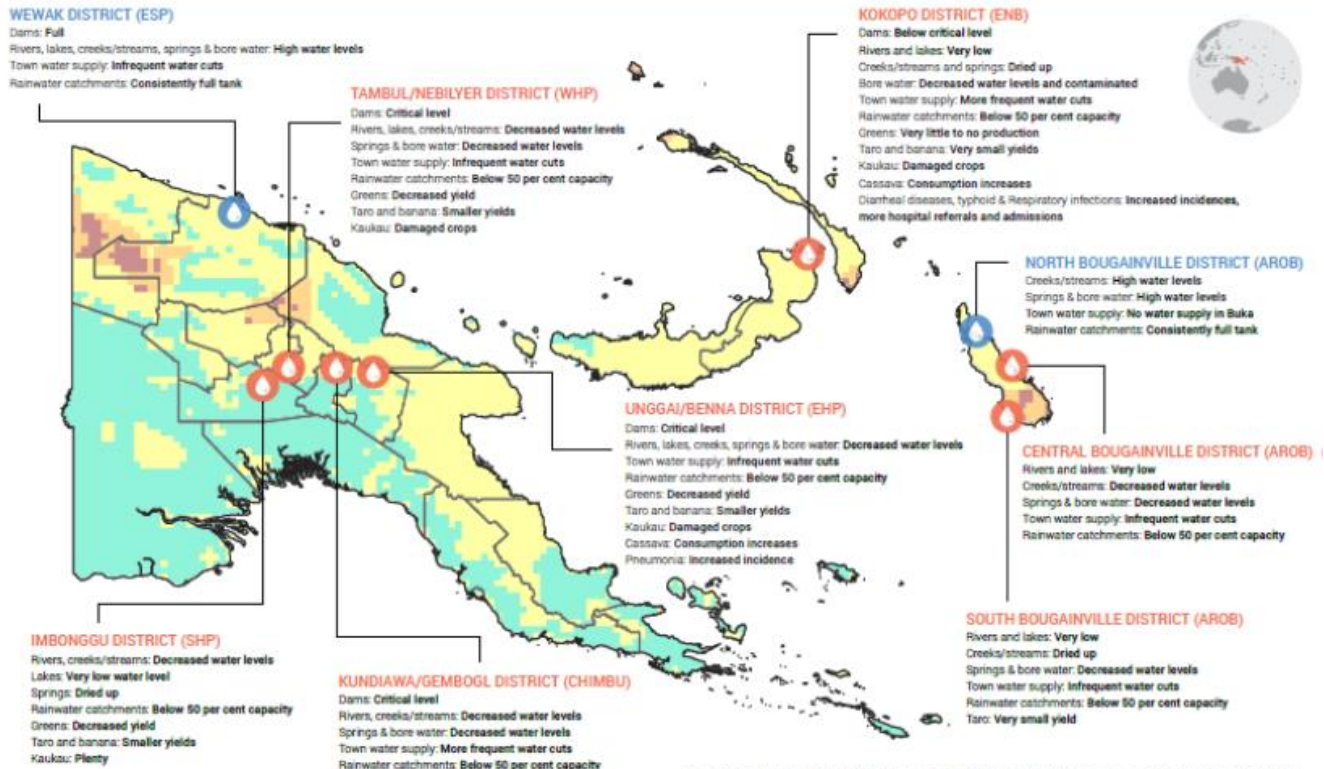 WEWAK DISTRICT (ESP)
Dams: Full
Rivers, lakes, creeks/streams, springs & bore water: High water levels
Town water supply: Infrequent water cuts
Rainwater catchments: Consistently full tank
TAMBUL/NEBILYER DISTRICT (WHP)
Dams: Critical level
Rivers, lakes, creeks/streams: Decreased water levels
Springs & bore water: Decreased water levels
Town water supply: Infrequent water cuts
Rainwater catchments: Below 50 per cent capacity
Greens: Decreased yield
Taro and banana: Smaller yields
Kaukau: Damaged crops
KOKOPO DISTRICT (ENB)
Dams: Below critical level
Rivers and lakes: Very low
Creeks/streams and springs: Dried up
Bore water: Decreased water levels and contaminated
Town water supply: More frequent water cuts
Rainwater catchments: Below 50 per cent capacity
Greens: Very little to no production
Taro and banana: Very small yields
Kaukau: Damaged crops
Cassava: Consumption increases
Diarrheal diseases, typhoid & Respiratory infections: Increased incidences,
more hospital referrals and admissions
NORTH BOUGAINVILLE DISTRICT (AROB)
Creeks/streams: High water levels
Springs & bore water: High water levels
Town water supply: No water supply in Buka
Rainwater catchments: Consistently full tank
UNGGAI/BENNA DISTRICT (EHP)
Dams: Critical level
Rivers, lakes, creeks, springs & bore water: Decreased water levels
Town water supply: Infrequent water cuts
Rainwater catchments: Below 50 per cent capacity
Greens: Decreased yield
Taro and banana: Smaller yields
Kaukau: Damaged crops
Cassava: Consumption increases
Pneumonia: Increased incidence
CENTRAL BOUGAINVILLE DISTRICT (AROB)
Rivers and lakes: Very low
Creeks/streams: Decreased water levels
Springs & bore water: Decreased water levels
Town water supply: Infrequent water cuts
Rainwater catchments: Below 50 per cent capacity
IMBONGGU DISTRICT (SHP)
Rivers, creeks/streams: Decreased water levels
Lakes: Very low water level
Springs: Dried up
Rainwater catchments: Below 50 per cent capacity
Greens: Decreased yield
Taro and banana: Smaller yields
Kaukau: Plenty
KUNDIAWA/GEMBOGL DISTRICT (CHIMBU)
Dams: Critical level
Rivers, creeks/streams: Decreased water levels
Springs & bore water: Decreased water levels
Town water supply: More frequent water cuts
Rainwater catchments: Below 50 per cent capacity
SOUTH BOUGAINVILLE DISTRICT (AROB)
Rivers and lakes: Very low
Creeks/streams: Dried up
Springs & bore water: Decreased water levels
Town water supply: Infrequent water cuts
Rainwater catchments: Below 50 per cent capacity
Taro: Very small yield